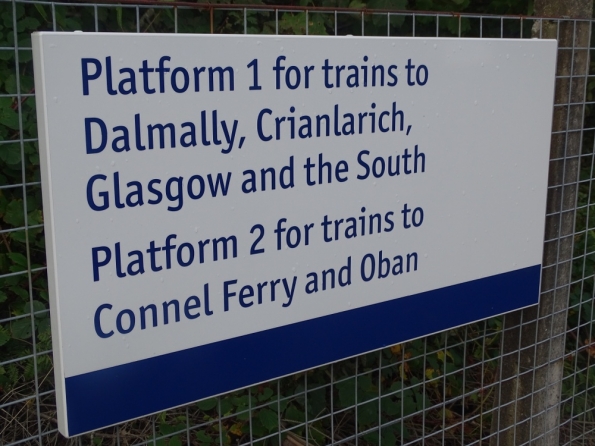 Platform 1 for trains to
Dalmally, Crianlarich,
Glasgow and the South
Platform 2 for trains to
Connel Ferry and Oban